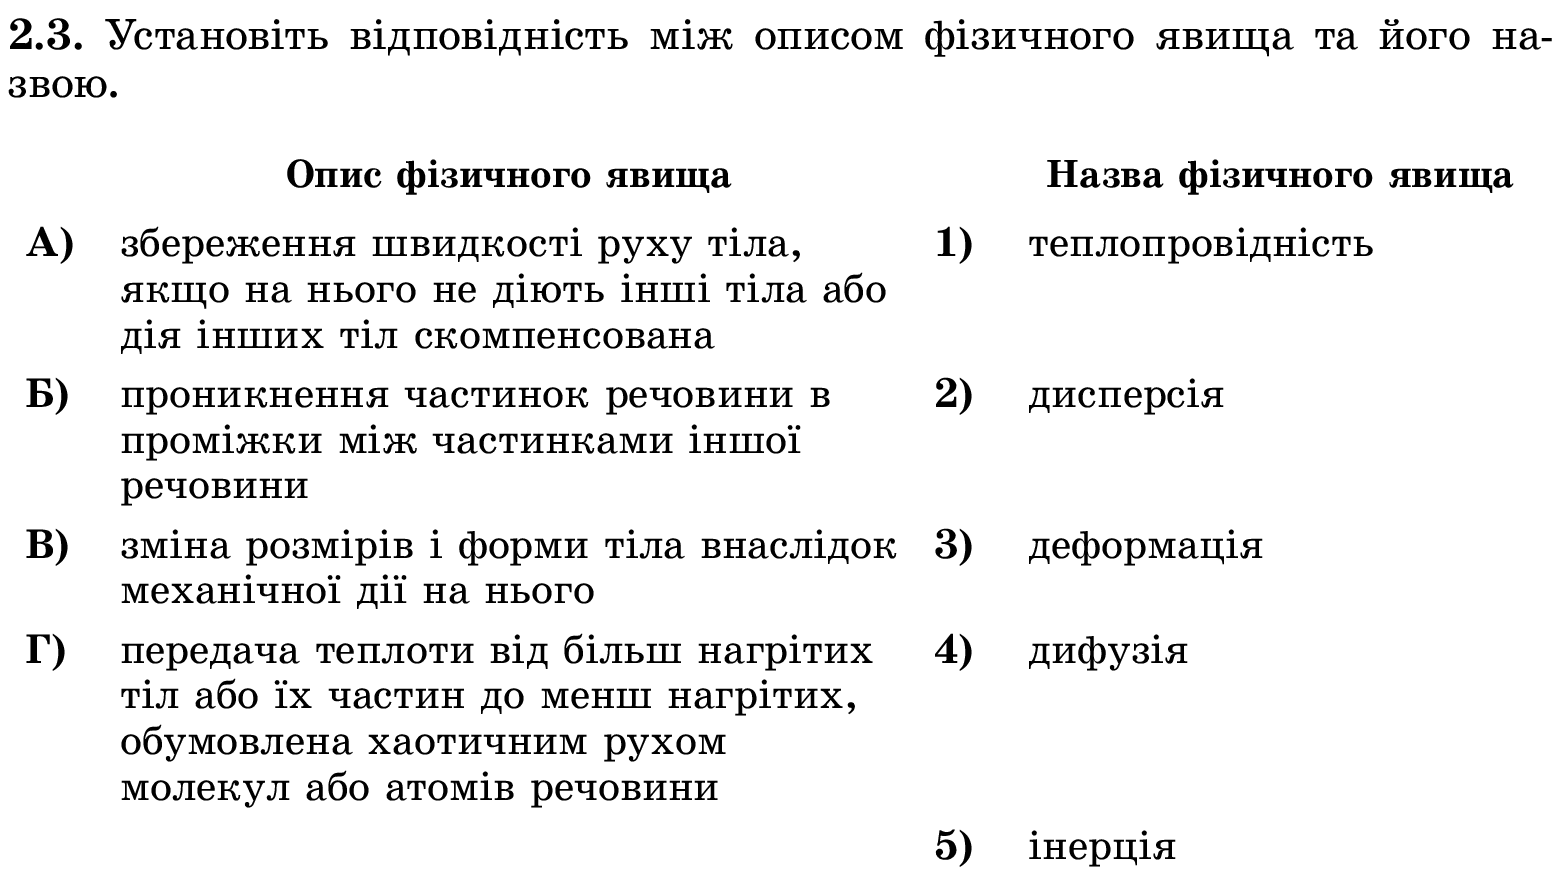 2.3. Установіть відповідність між описом фізичного явища та його на-
звою.
Опис фізичного явища
Назва фізичного явища
А) збереження швидкості руху тіла,
якщо на нього не діють інші тіла або
дія інших тіл скомпенсована
1) теплопровідність
Б) проникнення частинок речовини в
проміжки між частинками іншої
речовини
2) дисперсія
В) зміна розмірів і форми тіла внаслідок
механічної дії на нього
3) деформація
Г) передача теплоти від більш нагрітих
тіл або їх частин до менш нагрітих,
обумовлена хаотичним рухом
молекул або атомів речовини
4) дифузія
5) інерція